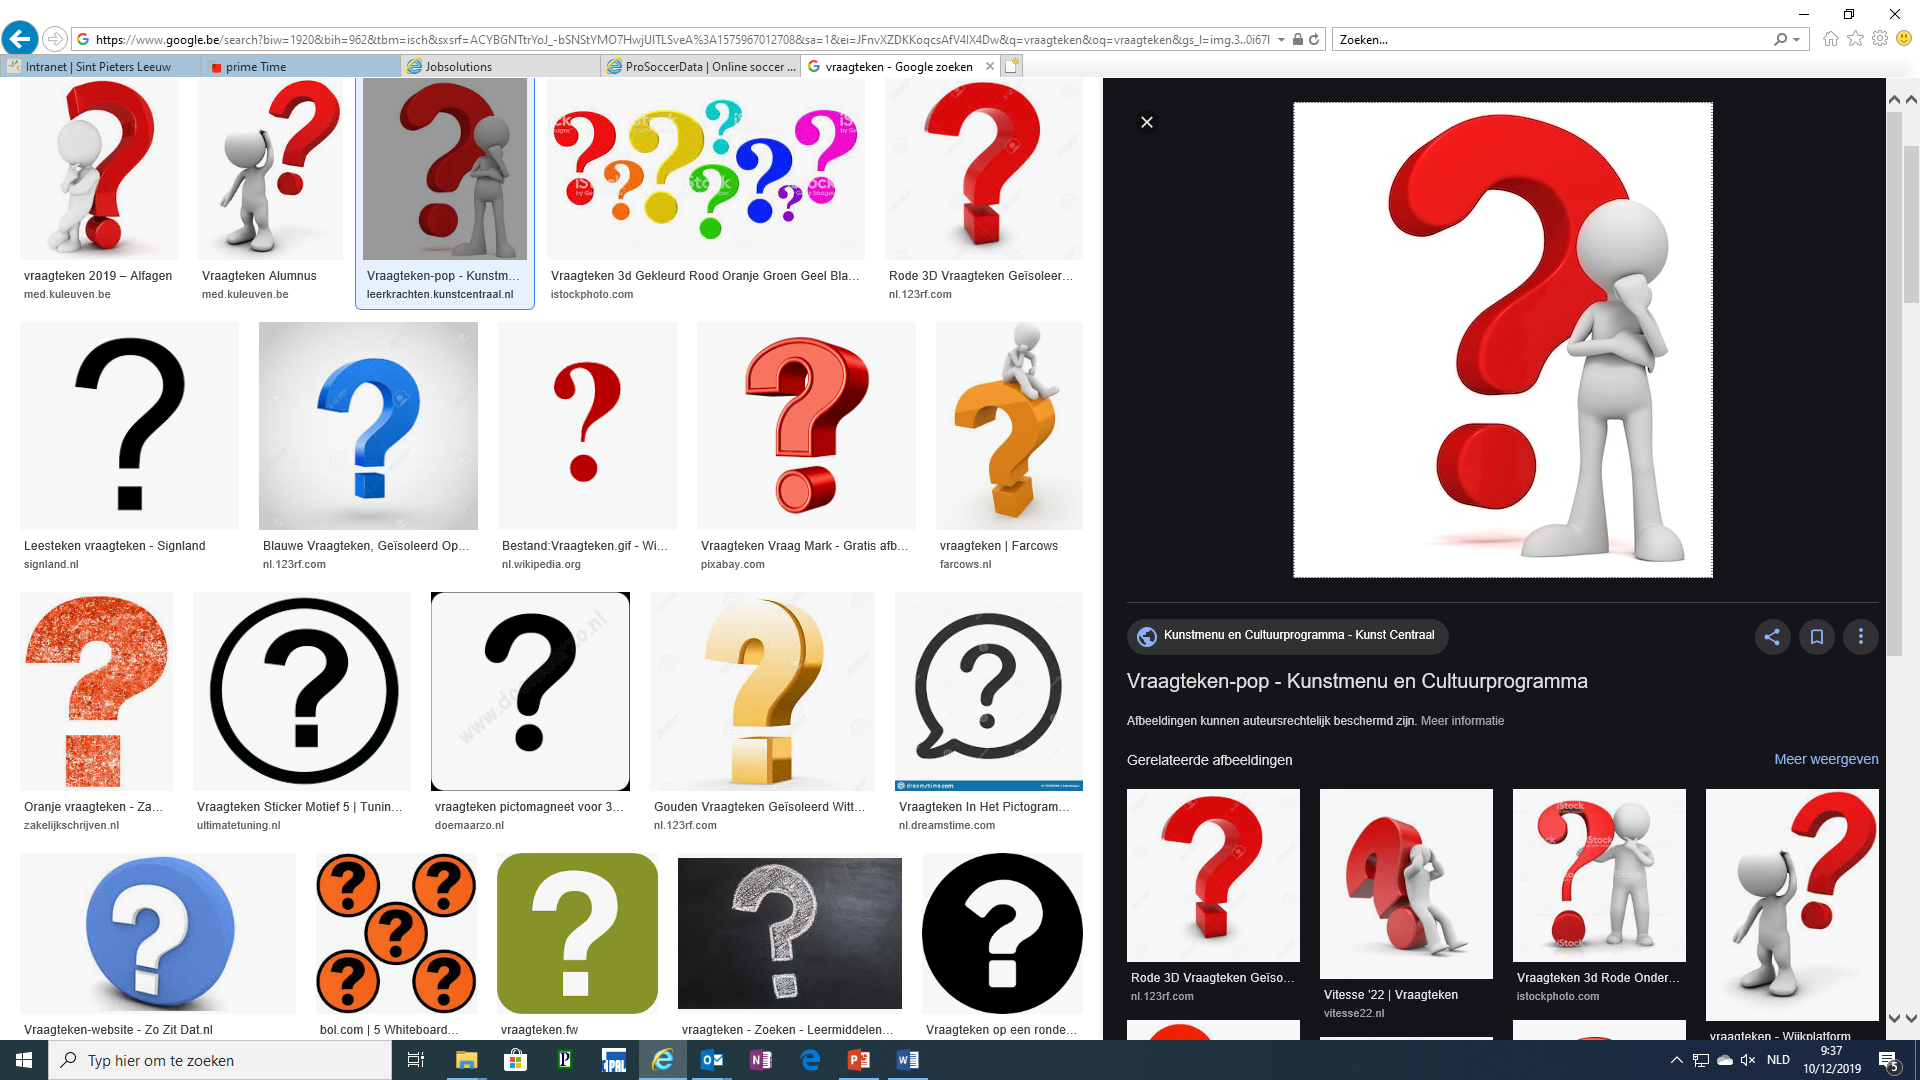 https://www.google.be/search?biw=1920&bih=962&tbm=isch&sxsrf=ACYBGNTtrYoJ_-bSNStYMO7HwjUITLSveA%3A1575967012708&sa=1&ei=JFnvXZDKKoqcsAfV4IX4Dw&q=vraagteken&oq=vraagteken&gs_l=img.3..0i67l
Zoeken...
Intranet | Sint Pieters Leeuw
prime Time
Jobsolutions
ProSoccerData | Online soccer ...
vraagteken - Google zoeken
vraagteken 2019 – Alfagen
med.kuleuven.be
Vraagteken Alumnus
med.kuleuven.be
Vraagteken-pop - Kunstm...
leerkrachten.kunstcentraal.nl
Vraagteken 3d Gekleurd Rood Oranje Groen Geel Bla...
istockphoto.com
Rode 3D Vraagteken Geïsoleer...
nl.123rf.com
Leesteken vraagteken - Signland
signland.nl
Blauwe Vraagteken, Geïsoleerd Op...
nl.123rf.com
Bestand:Vraagteken.gif - Wi...
nl.wikipedia.org
Vraagteken Vraag Mark - Gratis afb...
pixabay.com
vraagteken | Farcows
farcows.nl
Oranje vraagteken - Za...
zakelijkschrijven.nl
Vraagteken Sticker Motief 5 | Tunin...
ultimatetuning.nl
vraagteken pictomagneet voor 3...
doemaarzo.nl
Gouden Vraagteken Geïsoleerd Witt...
nl.123rf.com
dreamstime.com
Vraagteken In Het Pictogram...
nl.dreamstime.com
Vraagteken-website - Zo Zit Dat.nl
bol.com | 5 Whiteboard...
vraagteken.fw
vraagteken - Zoeken - Leermiddelen...
Vraagteken op een ronde...
Kunstmenu en Cultuurprogramma - Kunst Centraal
Vraagteken-pop - Kunstmenu en Cultuurprogramma
Afbeeldingen kunnen auteursrechtelijk beschermd zijn. Meer informatie
Gerelateerde afbeeldingen
Meer weergeven
Rode 3D Vraagteken Geïso...
nl.123rf.com
Vitesse '22 | Vraagteken
vitesse22.nl
Vraagteken 3d Rode Onder...
istockphoto.com
vraagteken - Wijkplatform
Typ hier om te zoeken
NLD
9:37
10/12/2019
5